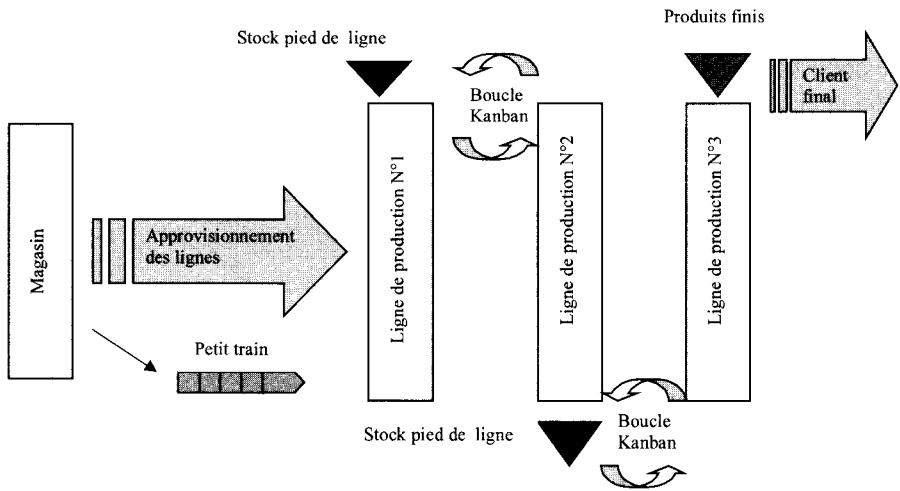 Produits finis
Stock pied de ligne
Client
final
Boucle
Kanban
Magasin
Approvisionnement
des lignes
Ligne de production N°1
Ligne de production N°2
Ligne de production N°3
Petit train
Stock pied de ligne
Boucle
Kanban